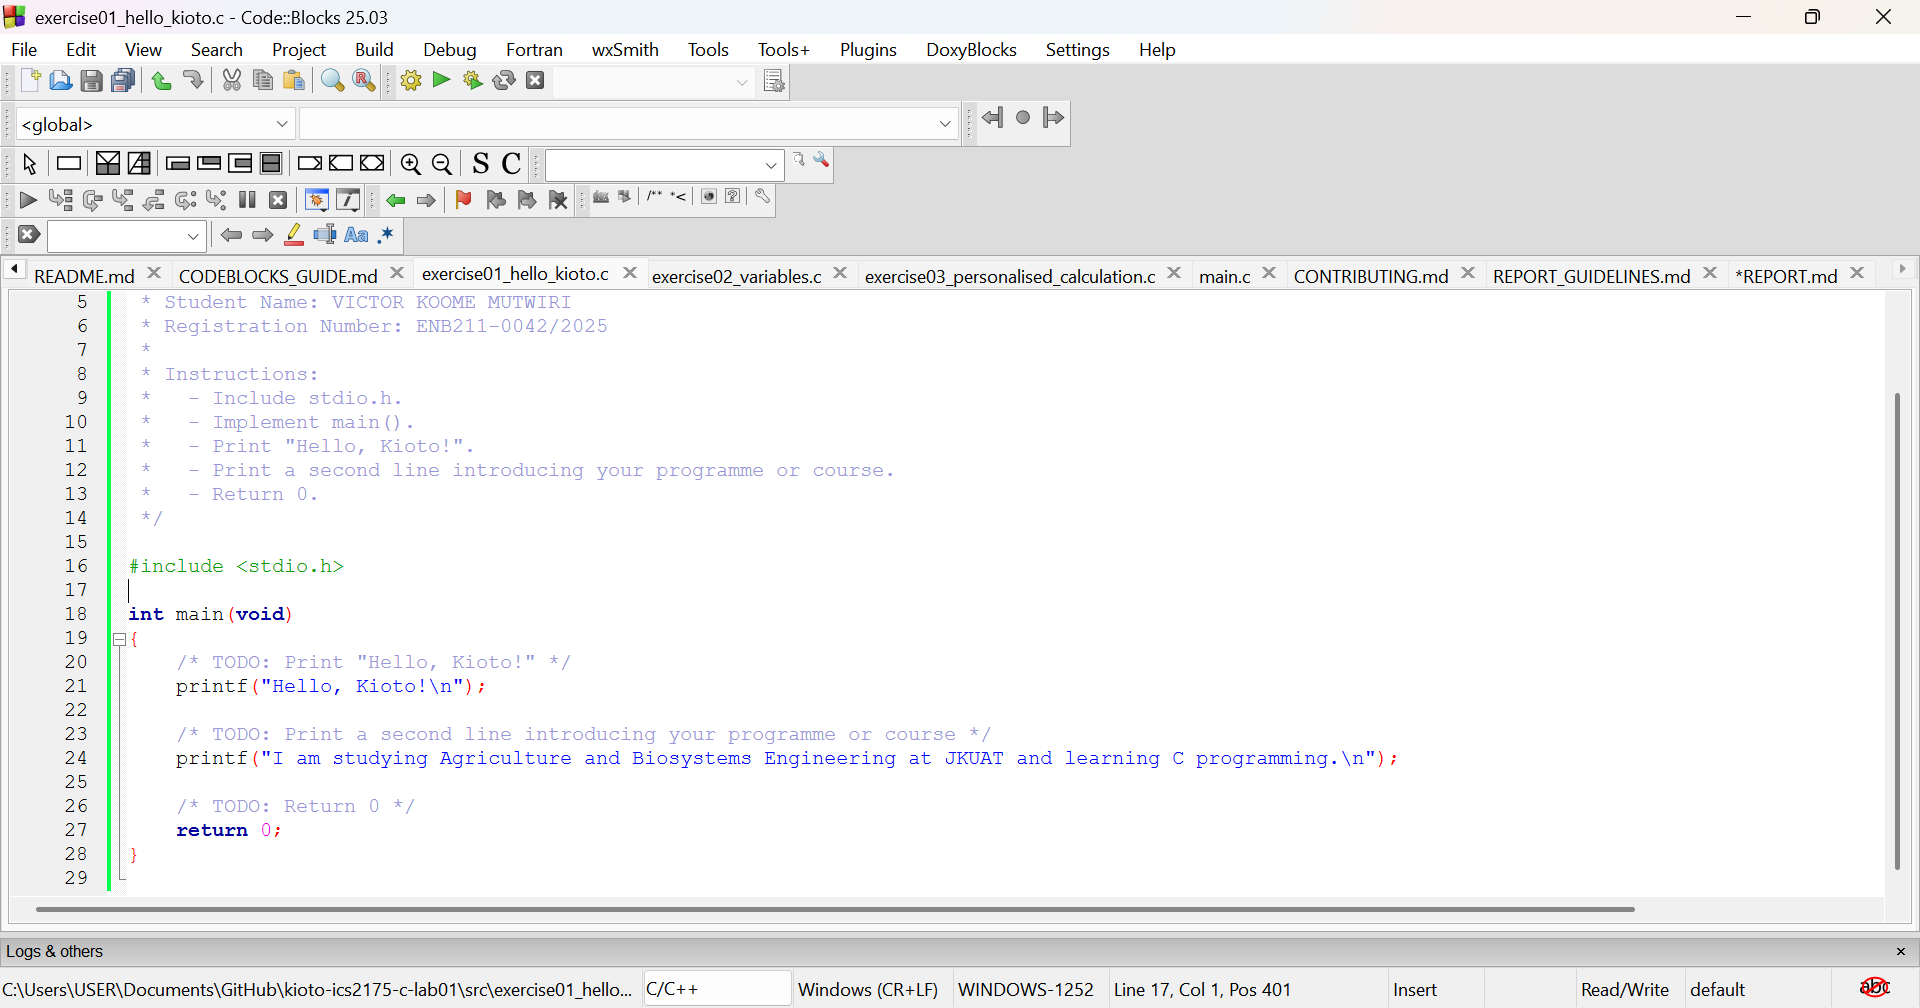 exercise01_hello_kioto.c - Code::Blocks 25.03
File Edit View Search Project Build Debug Fortran wxSmith Tools Tools+ Plugins DoxyBlocks Settings Help
<global>
S C
/** *<
Aa .*
README.md CODEBLOCKS_GUIDE.md exercise01_hello_kioto.c exercise02_variables.c exercise03_personalised_calculation.c main.c CONTRIBUTING.md REPORT_GUIDELINES.md *REPORT.md
5 * Student Name: VICTOR KOOME MUTWIRI
6 * Registration Number: ENB211-0042/2025
7 *
8 * Instructions:
9 * - Include stdio.h.
10 * - Implement main().
11 * - Print "Hello, Kioto!".
12 * - Print a second line introducing your programme or course.
13 * - Return 0.
14 */
15
16 #include <stdio.h>
17
18 int main(void)
19 {
20 /* TODO: Print "Hello, Kioto!" */
21 printf("Hello, Kioto!\n");
22
23 /* TODO: Print a second line introducing your programme or course */
24 printf("I am studying Agriculture and Biosystems Engineering at JKUAT and learning C programming.\n");
25
26 /* TODO: Return 0 */
27 return 0;
28 }
29
Logs & others
C:\Users\USER\Documents\GitHub\kioto-ics2175-c-lab01\src\exercise01_hello... C/C++ Windows (CR+LF) WINDOWS-1252 Line 17, Col 1, Pos 401 Insert Read/Write default abc